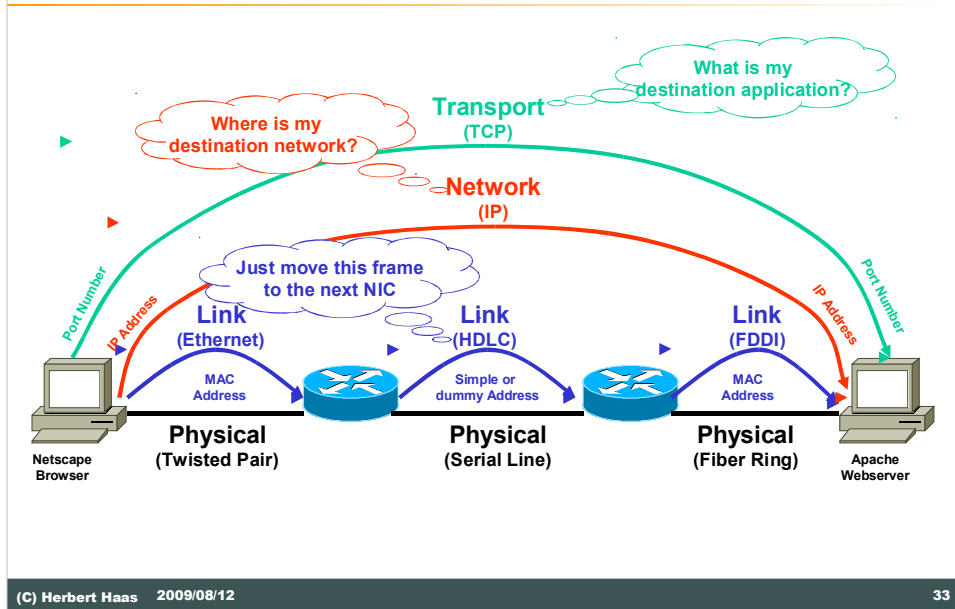 What is my
destination application?
Transport
(TCP)
Where is my
destination network?
Network
(IP)
Just move this frame
to the next NIC
Port Number
IP Address
IP Address
Port Number
Link
(Ethernet)
Link
(HDLC)
Link
(FDDI)
MAC
Address
Simple or
dummy Address
MAC
Address
Physical
(Twisted Pair)
Physical
(Serial Line)
Physical
(Fiber Ring)
Netscape
Browser
Apache
Webserver
(C) Herbert Haas 2009/08/12
33